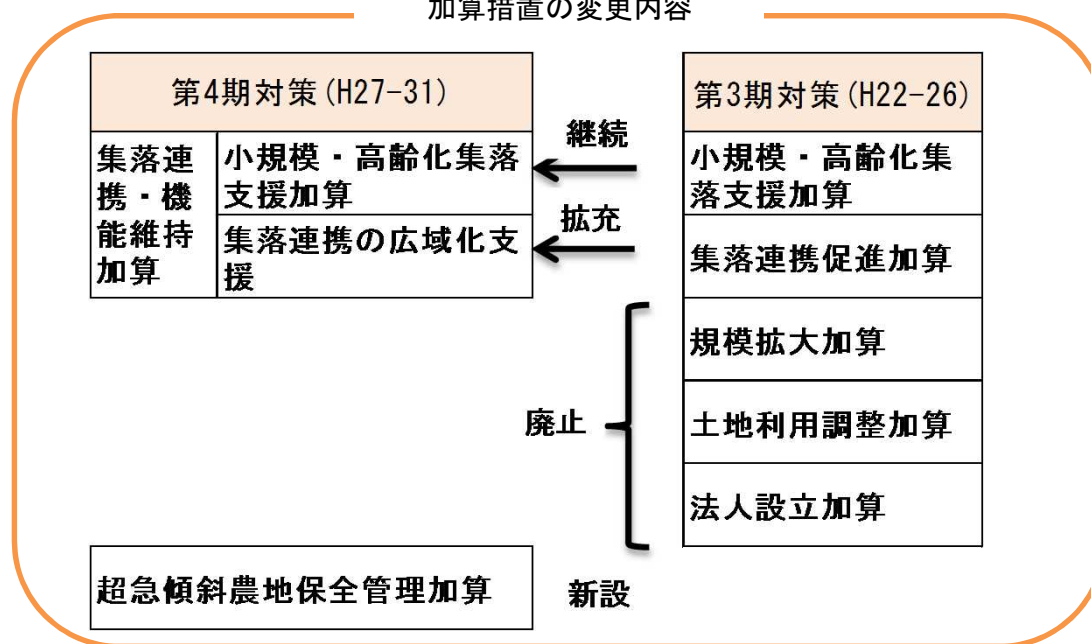 加算措置の変更内容
第4期対策(H27-31)
集落連
携・機
能維持
加算
小規模・高齢化集落
支援加算
集落連携の広域化支
援
継続
拡充
廃止
新設
第3期対策(H22-26)
小規模・高齢化集
落支援加算
集落連携促進加算
規模拡大加算
土地利用調整加算
法人設立加算
超急傾斜農地保全管理加算